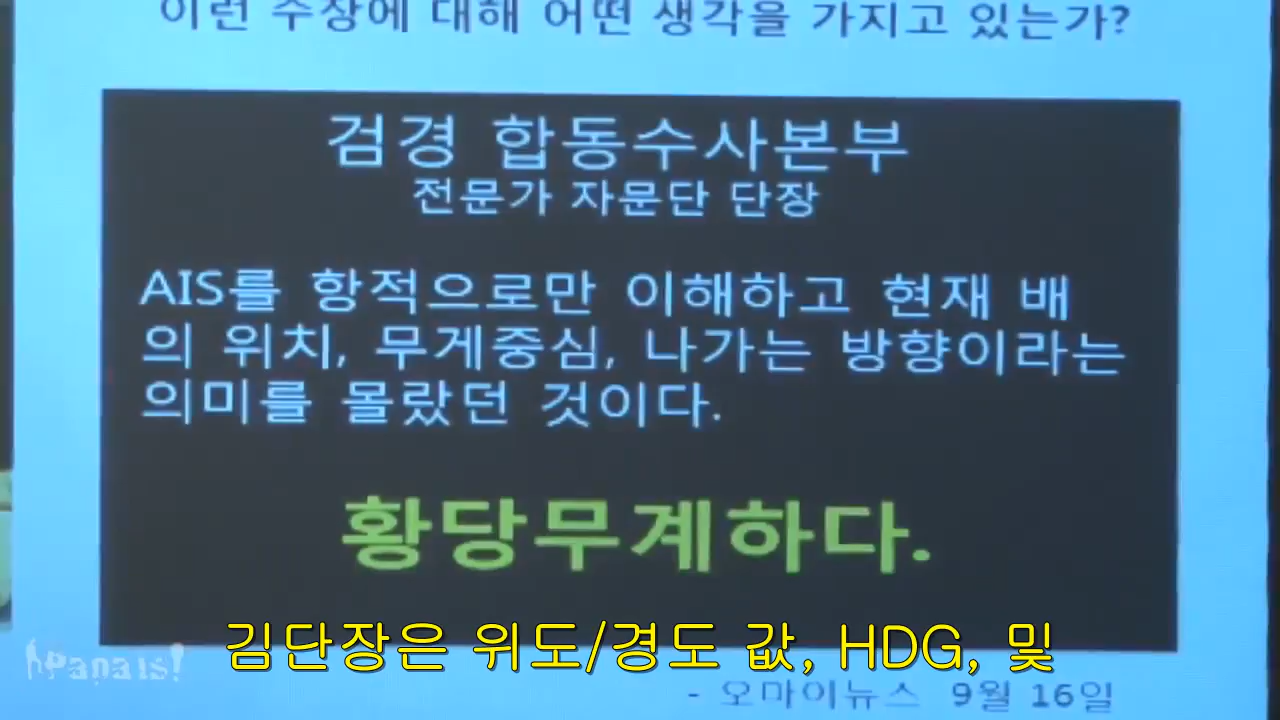 이런 주장에 대해 어떤 생각을 가지고 있는가?
검경 합동수사본부
전문가 자문단 단장
AIS를 항적으로만 이해하고 현재 배
의 위치, 무게중심, 나가는 방향이라는
의미를 몰랐던 것이다.
황당무계하다.
김단장은 위도/경도 값, HDG, 및
- 오마이뉴스 9월 16일